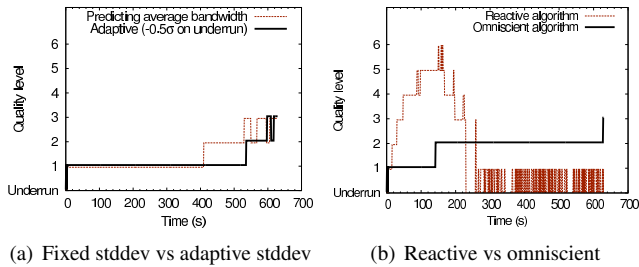 Predicting average bandwidth
Adaptive (-0.5σ on underrun)
Quality level
6
5
4
3
2
1
Underrun
0 100 200 300 400 500 600 700
Time (s)
(a) Fixed stddev vs adaptive stddev
Reactive algorithm
Omniscient algorithm
Quality level
6
5
4
3
2
1
Underrun
0 100 200 300 400 500 600 700
Time (s)
(b) Reactive vs omniscient